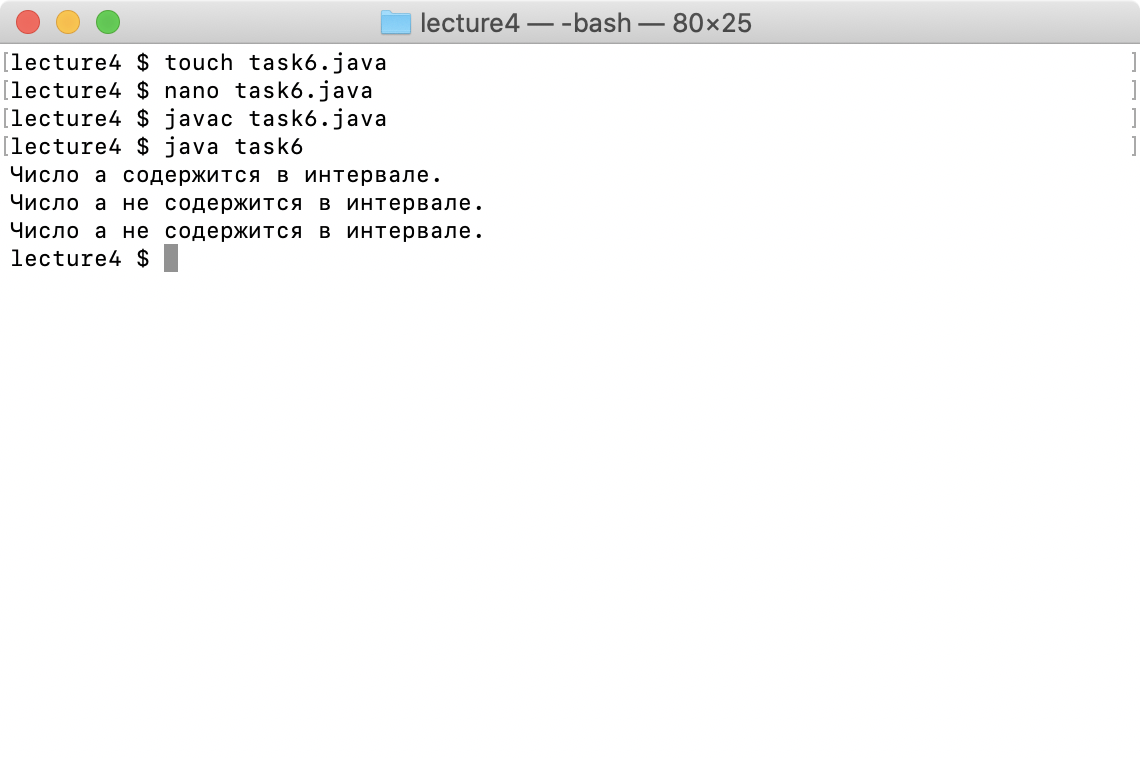 lecture4 — -bash — 80×25
[lecture4 $ touch task6.java ]
[lecture4 $ nano task6.java ]
[lecture4 $ javac task6.java ]
[lecture4 $ java task6 ]
Число a содержится в интервале.
Число a не содержится в интервале.
Число a не содержится в интервале.
lecture4 $